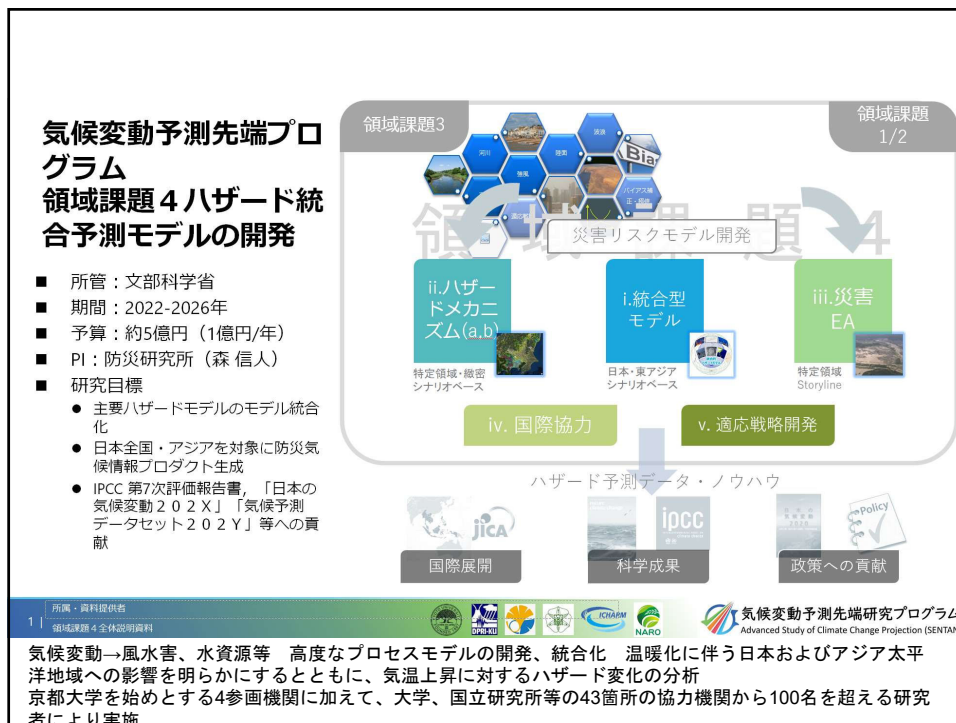 気候変動予測先端プロ
グラム
領域課題４ハザード統
合予測モデルの開発
■ 所管：文部科学省
■ 期間：2022-2026年
■ 予算：約5億円（1億円/年）
■ PI：防災研究所（森 信人）
■ 研究目標
● 主要ハザードモデルのモデル統合
化
● 日本全国・アジアを対象に防災気
候情報プロダクト生成
● IPCC 第7次評価報告書，「日本の
気候変動２０２X」「気候予測
データセット２０２Y」等への貢
献
領域課題3
領域課題
1/2
河川
陸面
強風
Bia
バイアス補
正・
領域課題4
災害リスクモデル開発
ii.ハザー
ドメカニ
ズム(a,b)
特定領域・緻密
シナリオベース
i.統合型
モデル
日本・東アジア
シナリオベース
iii.災害
EA
特定領域
Storyline
iv. 国際協力
v. 適応戦略開発
ハザード予測データ・ノウハウ
JICA
国際展開
ipcc
科学成果
Policy
政策への貢献
1 |
所属・資料提供者
領域課題４全体説明資料
DPRI-KU
ICHARM
NARO
気候変動予測先端研究プログラム
Advanced Study of Climate Change Projection (SENTAN
気候変動→風水害、水資源等　高度なプロセスモデルの開発、統合化　温暖化に伴う日本およびアジア太平
洋地域への影響を明らかにするとともに、気温上昇に対するハザード変化の分析
京都大学を始めとする4参画機関に加えて、大学、国立研究所等の43箇所の協力機関から100名を超える研究
者により実施